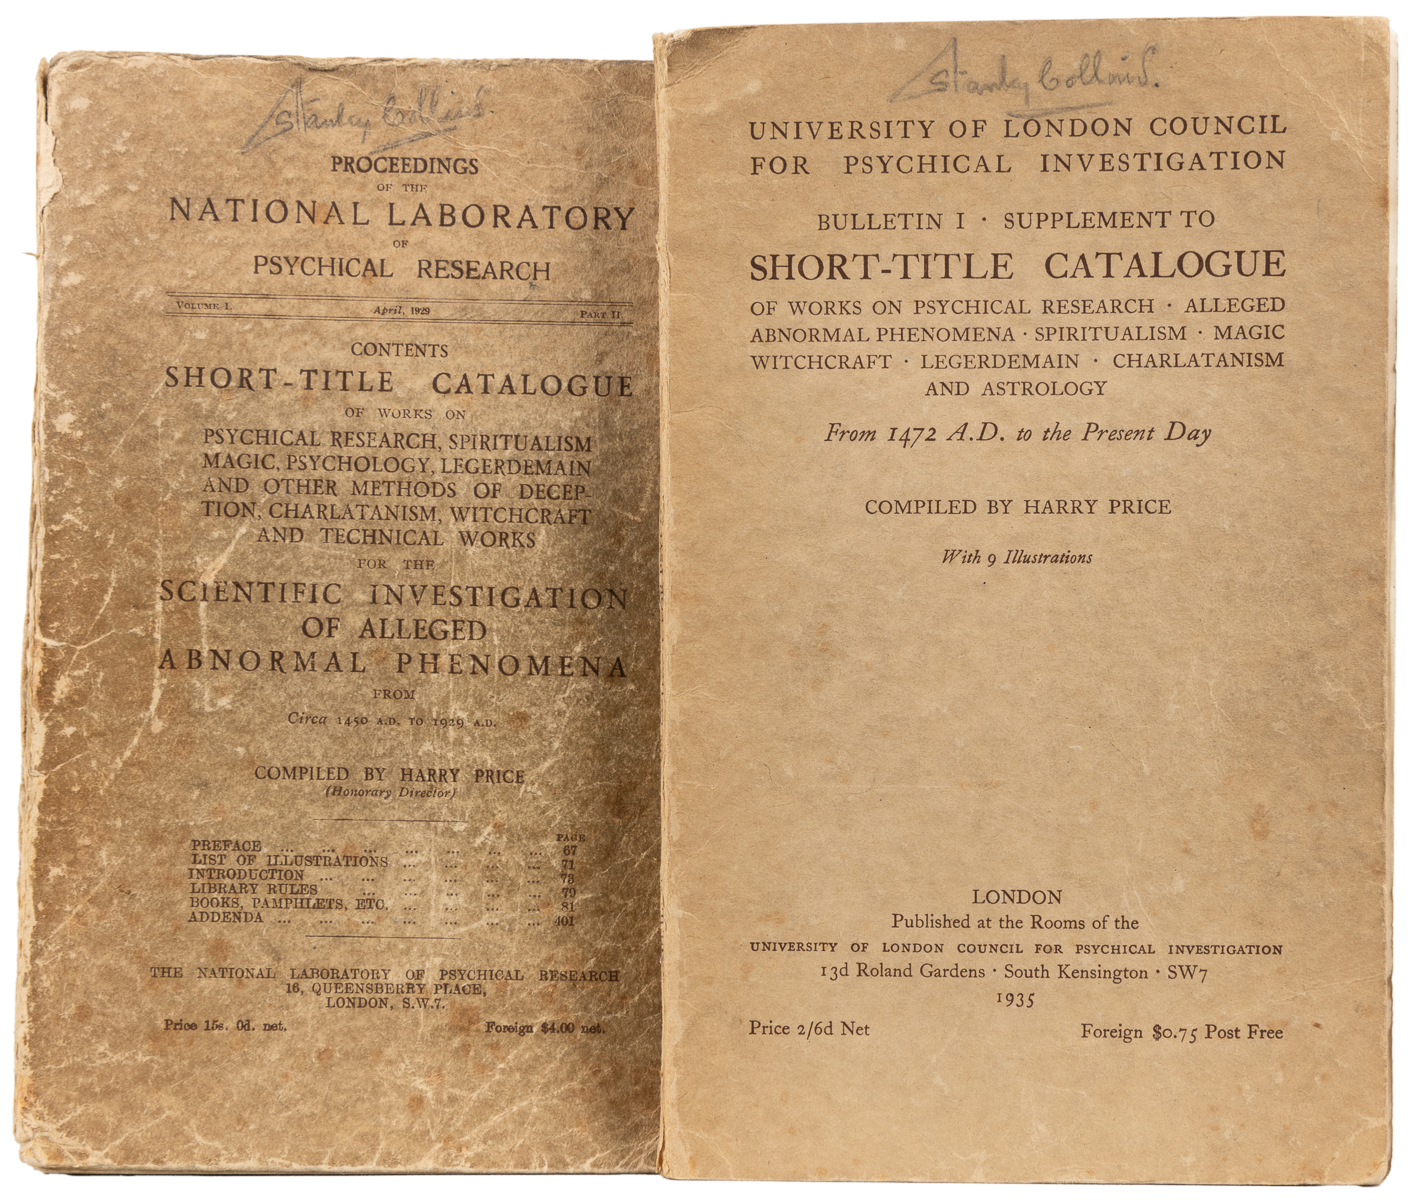 Stanley Collins.
PROCEEDINGS
OF THE
NATIONAL LABORATORY
OF
PSYCHICAL RESEARCH
VOLUME I. April, 1929 PART II
CONTENTS
SHORT-TITLE CATALOGUE
OF WORKS ON
PSYCHICAL RESEARCH, SPIRITUALISM
MAGIC, PSYCHOLOGY, LEGERDEMAIN
AND OTHER METHODS OF DECEP-
TION, CHARLATANISM, WITCHCRAFT
AND TECHNICAL WORKS
FOR THE
SCIENTIFIC INVESTIGATION
OF ALLEGED
ABNORMAL PHENOMENA
FROM
Circa 1450 A.D. TO 1929 A.D.
COMPILED BY HARRY PRICE
(Honorary Director)
PAGE
PREFACE ... ... ... ... ... ... ... 67
LIST OF ILLUSTRATIONS ... ... ... ... 71
INTRODUCTION ... ... ... ... ... ... 73
LIBRARY RULES ... ... ... ... ... 79
BOOKS, PAMPHLETS, ETC. ... ... ... ... 81
ADDENDA ... ... ... ... ... ... ... 401
THE NATIONAL LABORATORY OF PSYCHICAL RESEARCH
16, QUEENSBERRY PLACE,
LONDON, S.W.7.
Price 15s. 0d. net. Foreign $4.00 net.
Stanley Collins.
UNIVERSITY OF LONDON COUNCIL
FOR PSYCHICAL INVESTIGATION
BULLETIN I · SUPPLEMENT TO
SHORT-TITLE CATALOGUE
OF WORKS ON PSYCHICAL RESEARCH · ALLEGED
ABNORMAL PHENOMENA · SPIRITUALISM · MAGIC
WITCHCRAFT · LEGERDEMAIN · CHARLATANISM
AND ASTROLOGY
From 1472 A.D. to the Present Day
COMPILED BY HARRY PRICE
With 9 Illustrations
LONDON
Published at the Rooms of the
UNIVERSITY OF LONDON COUNCIL FOR PSYCHICAL INVESTIGATION
13d Roland Gardens · South Kensington · SW7
1935
Price 2/6d Net Foreign $0.75 Post Free